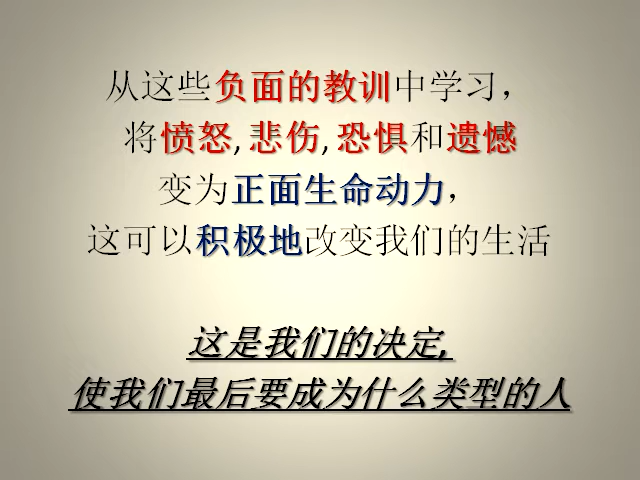 从这些负面的教训中学习，
将愤怒, 悲伤, 恐惧和遗憾
变为正面生命动力，
这可以积极地改变我们的生活
这是我们的决定,
使我们最后要成为什么类型的人